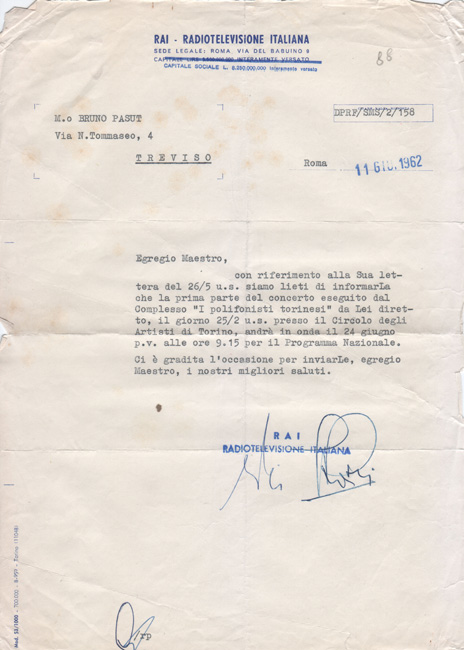 RAI - RADIOTELEVISIONE ITALIANA
SEDE LEGALE: ROMA VIA DEL BABUINO 9
CAPITALE LIRE INTERAMENTE VERSATO
CAPITALE SOCIALE L. 9.250.000.000 interamente versato
88
M.o BRUNO PASUT
Via N.Tommaseo, 4
TREVISO
DPRF/SMS/2/158
Roma 11 GIU. 1962
Egregio Maestro,
con riferimento alla Sua let-
tera del 26/5 u.s. siamo lieti di informarLa
che la prima parte del concerto eseguito dal
Complesso "I polifonisti torinesi" da Lei diret-
to, il giorno 25/2 u.s. presso il Circolo degli
Artisti di Torino, andrà in onda il 24 giugno
p.v. alle ore 9.15 per il Programma Nazionale.
Ci è gradita l'occasione per inviarLe, egregio
Maestro, i nostri migliori saluti.
RAI
RADIOTELEVISIONE ITALIANA
rp